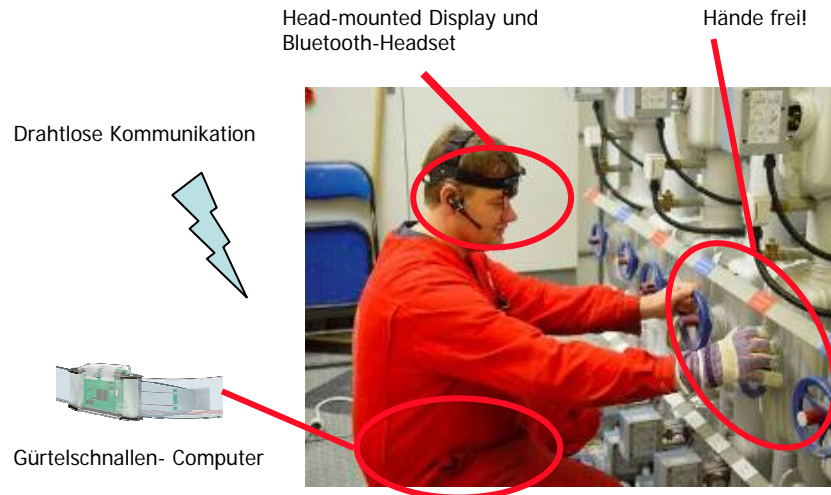 Head-mounted Display und
Bluetooth-Headset
Hände frei!
Drahtlose Kommunikation
Gürtelschnallen- Computer